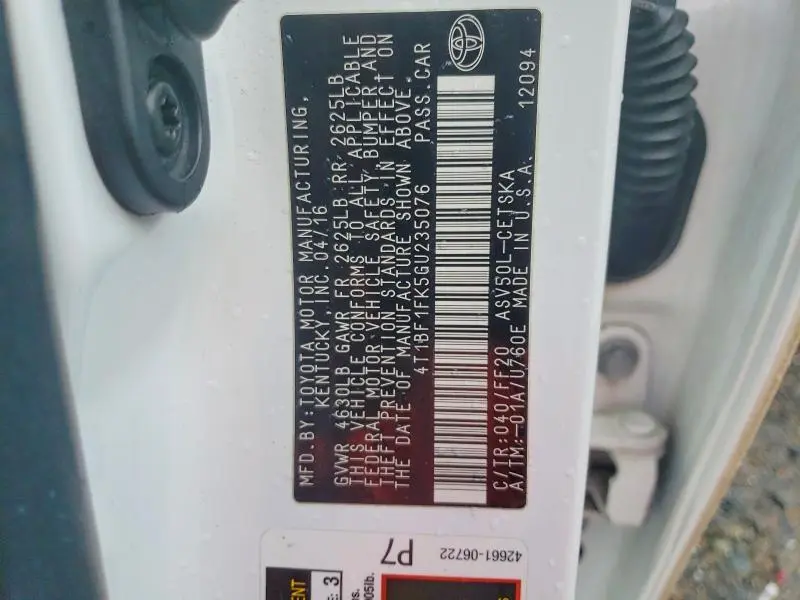 MFD. BY: TOYOTA MOTOR MANUFACTURING,
KENTUCKY, INC. 04/16
GVWR 4630LB GAWR FR 2625LB RR 2625LB
THIS VEHICLE CONFORMS TO ALL APPLICABLE
FEDERAL MOTOR VEHICLE SAFETY, BUMPER, AND
THEFT PREVENTION STANDARDS IN EFFECT ON
THE DATE OF MANUFACTURE SHOWN ABOVE.
4T1BF1FK5GU235076 PASS.CAR
C/TR:040/FF20 ASV50L-CETSKA 12094
A/TM:-01A/U760E MADE IN U.S.A.
42661-06722
P7
3